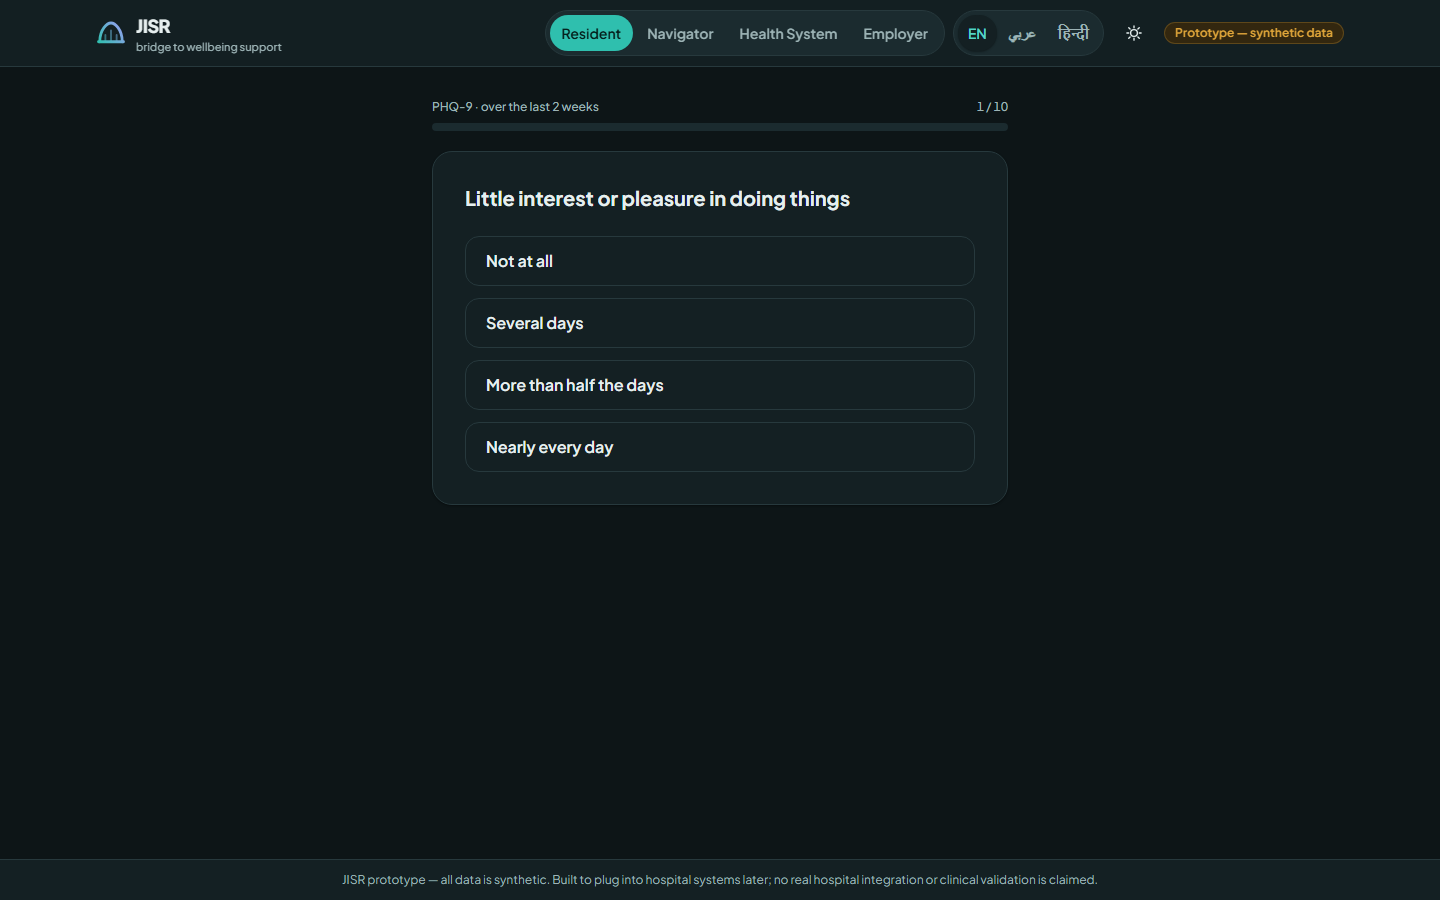 JISR
bridge to wellbeing support
Resident
Navigator
Health System
Employer
EN
عربي
हिन्दी
Prototype — synthetic data
PHQ-9 · over the last 2 weeks
1 / 10
Little interest or pleasure in doing things
Not at all
Several days
More than half the days
Nearly every day
JISR prototype — all data is synthetic. Built to plug into hospital systems later; no real hospital integration or clinical validation is claimed.